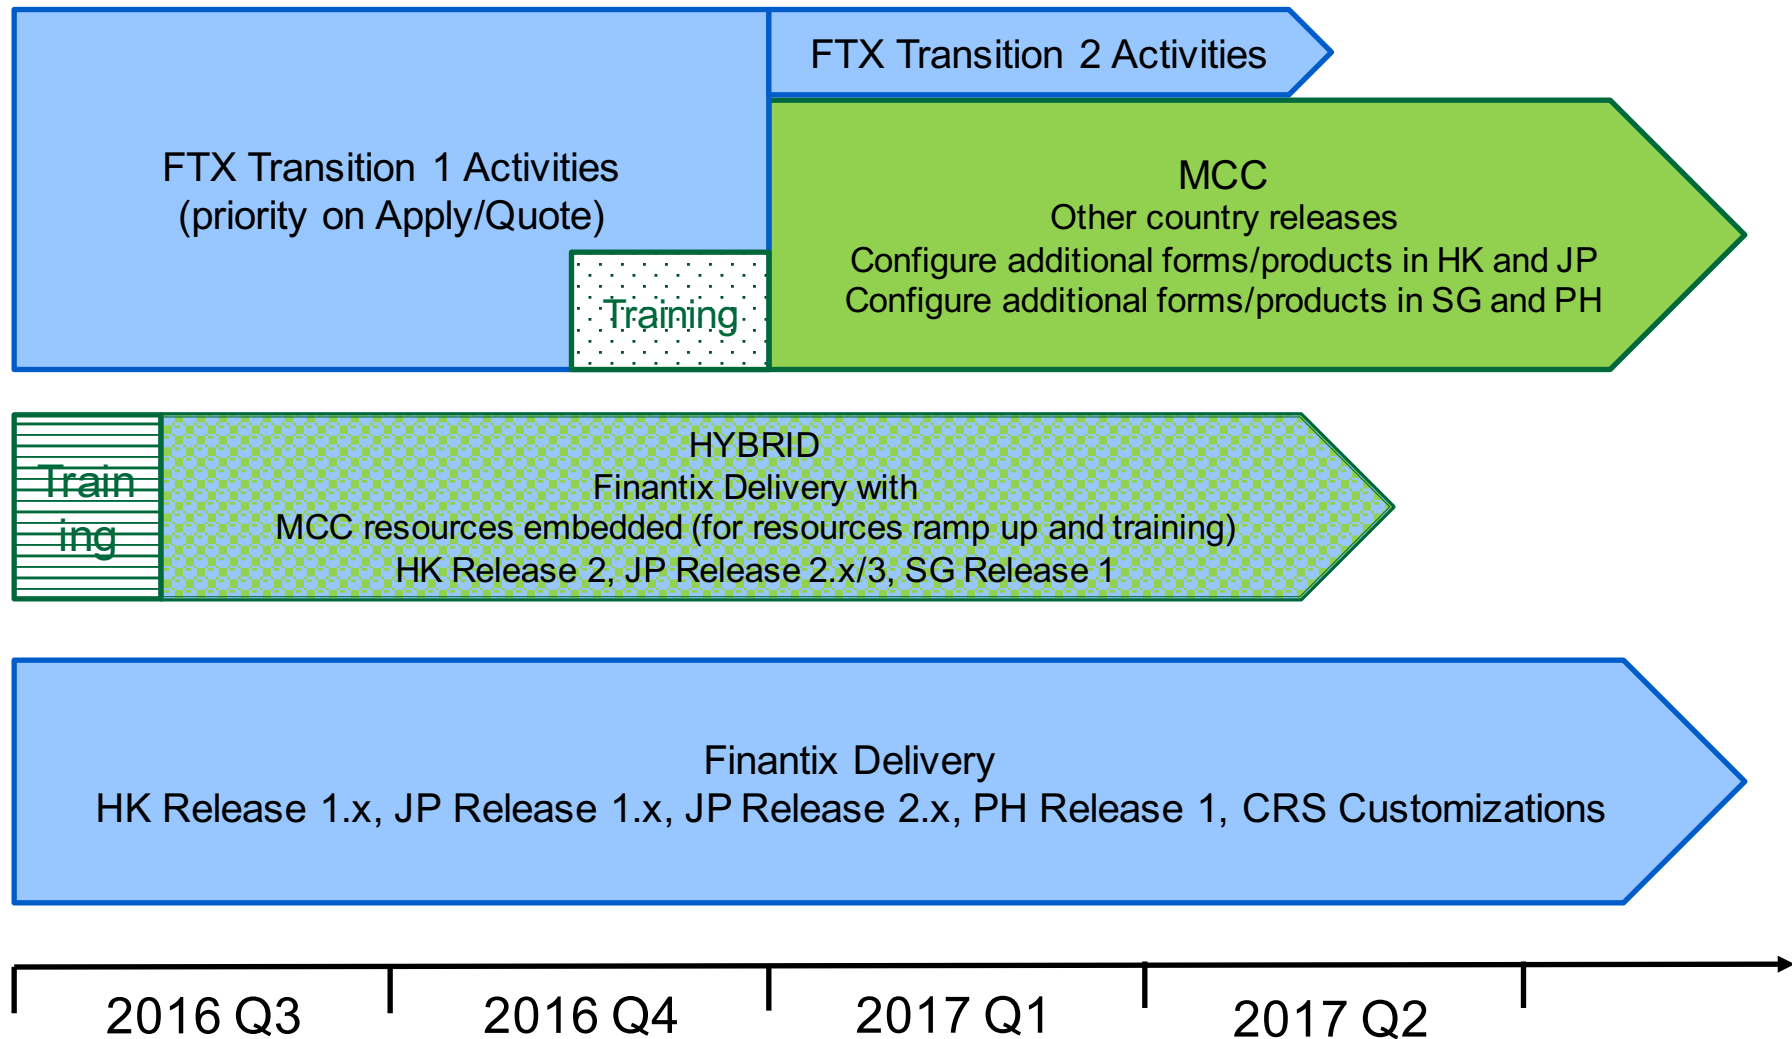 FTX Transition 2 Activities
FTX Transition 1 Activities
(priority on Apply/Quote)
MCC
Other country releases
Configure additional forms/products in HK and JP
Configure additional forms/products in SG and PH
Training
Train
ing
HYBRID
Finantix Delivery with
MCC resources embedded (for resources ramp up and training)
HK Release 2, JP Release 2.x/3, SG Release 1
Finantix Delivery
HK Release 1.x, JP Release 1.x, JP Release 2.x, PH Release 1, CRS Customizations
2016 Q3
2016 Q4
2017 Q1
2017 Q2